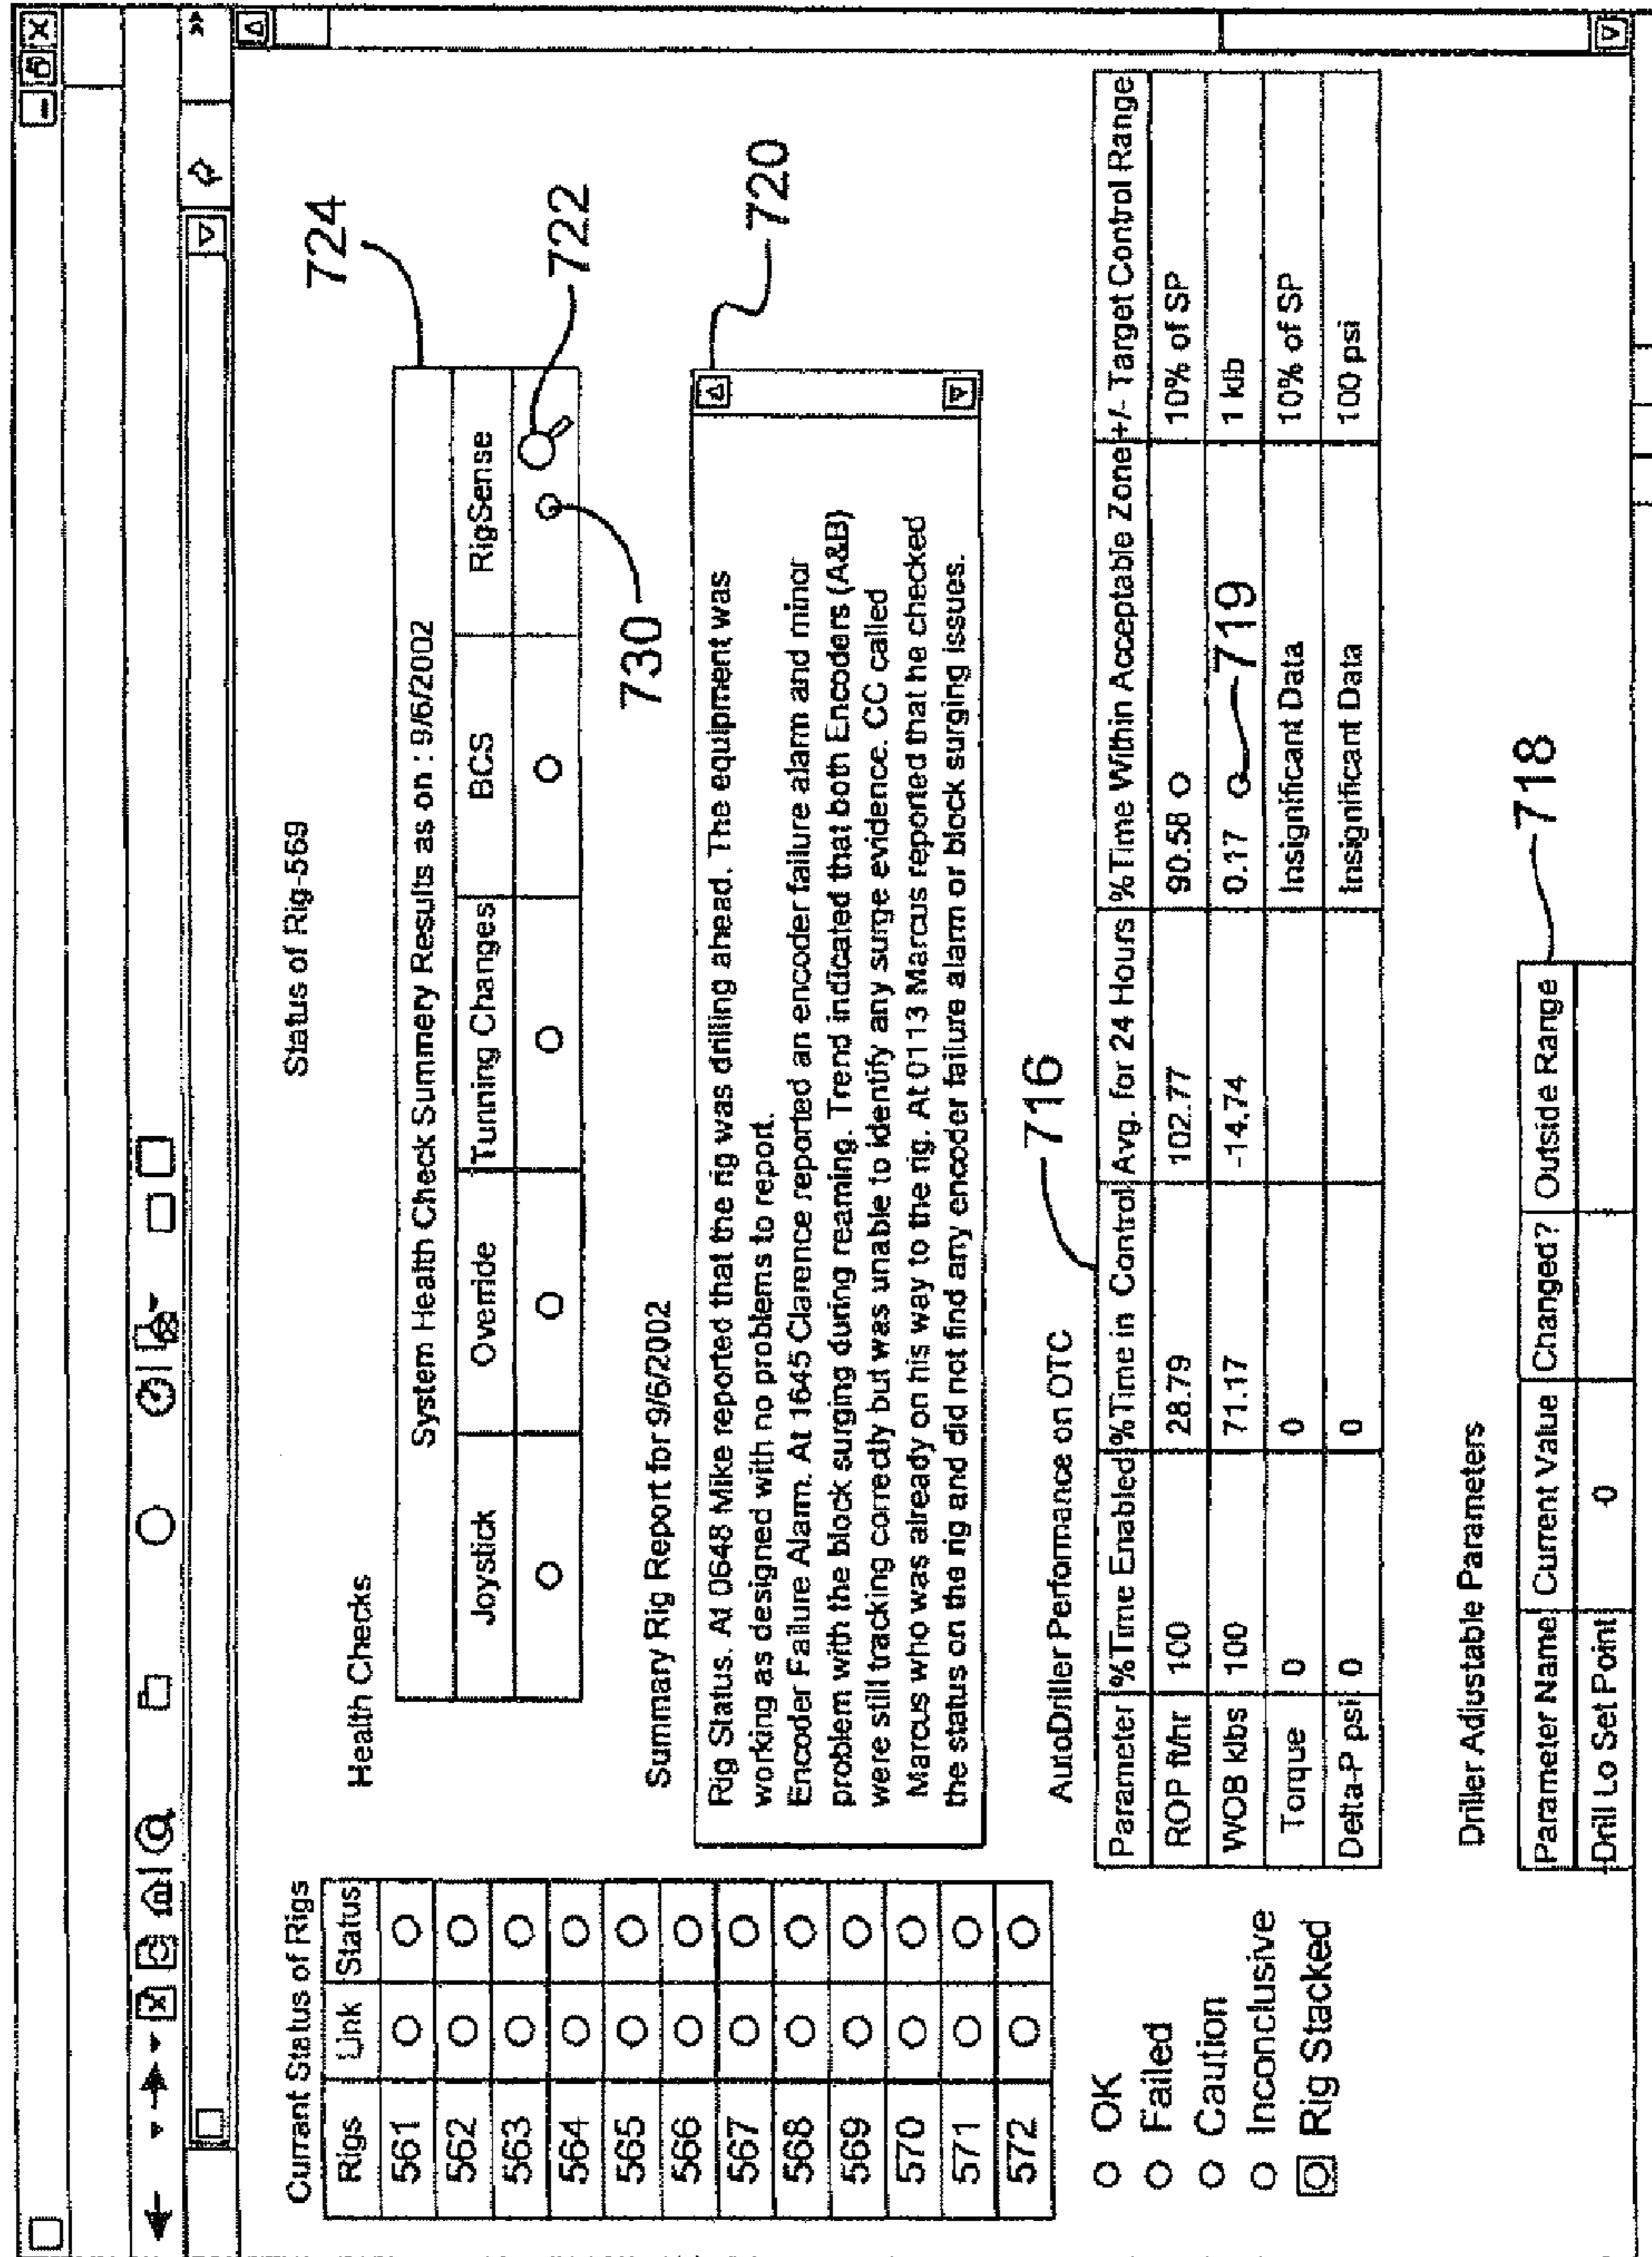 Status of Rig-569
724
Currant Status of Rigs
Rigs Link Status
561
562
563
564
565
566
567
568
569
570
571
572
OK
Failed
Caution
Inconclusive
Rig Stacked
Health Checks
System Health Check Summery Results as on : 9/6/2002
Joystick Override Tunning Changes BCS RigSense
722
730
Summary Rig Report for 9/6/2002
720
Rig Status. At 0648 Mike reported that the rig was drilling ahead. The equipment was
working as designed with no problems to report.
Encoder Failure Alarm. At 1645 Clarence reported an encoder failure alarm and minor
problem with the block surging during reaming. Trend indicated that both Encoders (A&B)
were still tracking correctly but was unable to identify any surge evidence. CC called
Marcus who was already on his way to the rig. At 0113 Marcus reported that he checked
the status on the rig and did not find any encoder failure alarm or block surging issues.
AutoDriller Perfomance on OTC
716
Parameter %Time Enabled %Time in Control Avg. for 24 Hours %Time Within Acceptable Zone +/- Target Control Range
ROP ft/hr 100 28.79 102.77 90.58 10% of SP
WOB klbs 100 71.17 -14.74 0.17 719 1 klb
Torque 0 0 Insignificant Data 10% of SP
Delta-P psi 0 0 Insignificant Data 100 psi
Driller Adjustable Parameters
718
Parameter Name Current Value Changed? Outside Range
Drill Lo Set Point 0